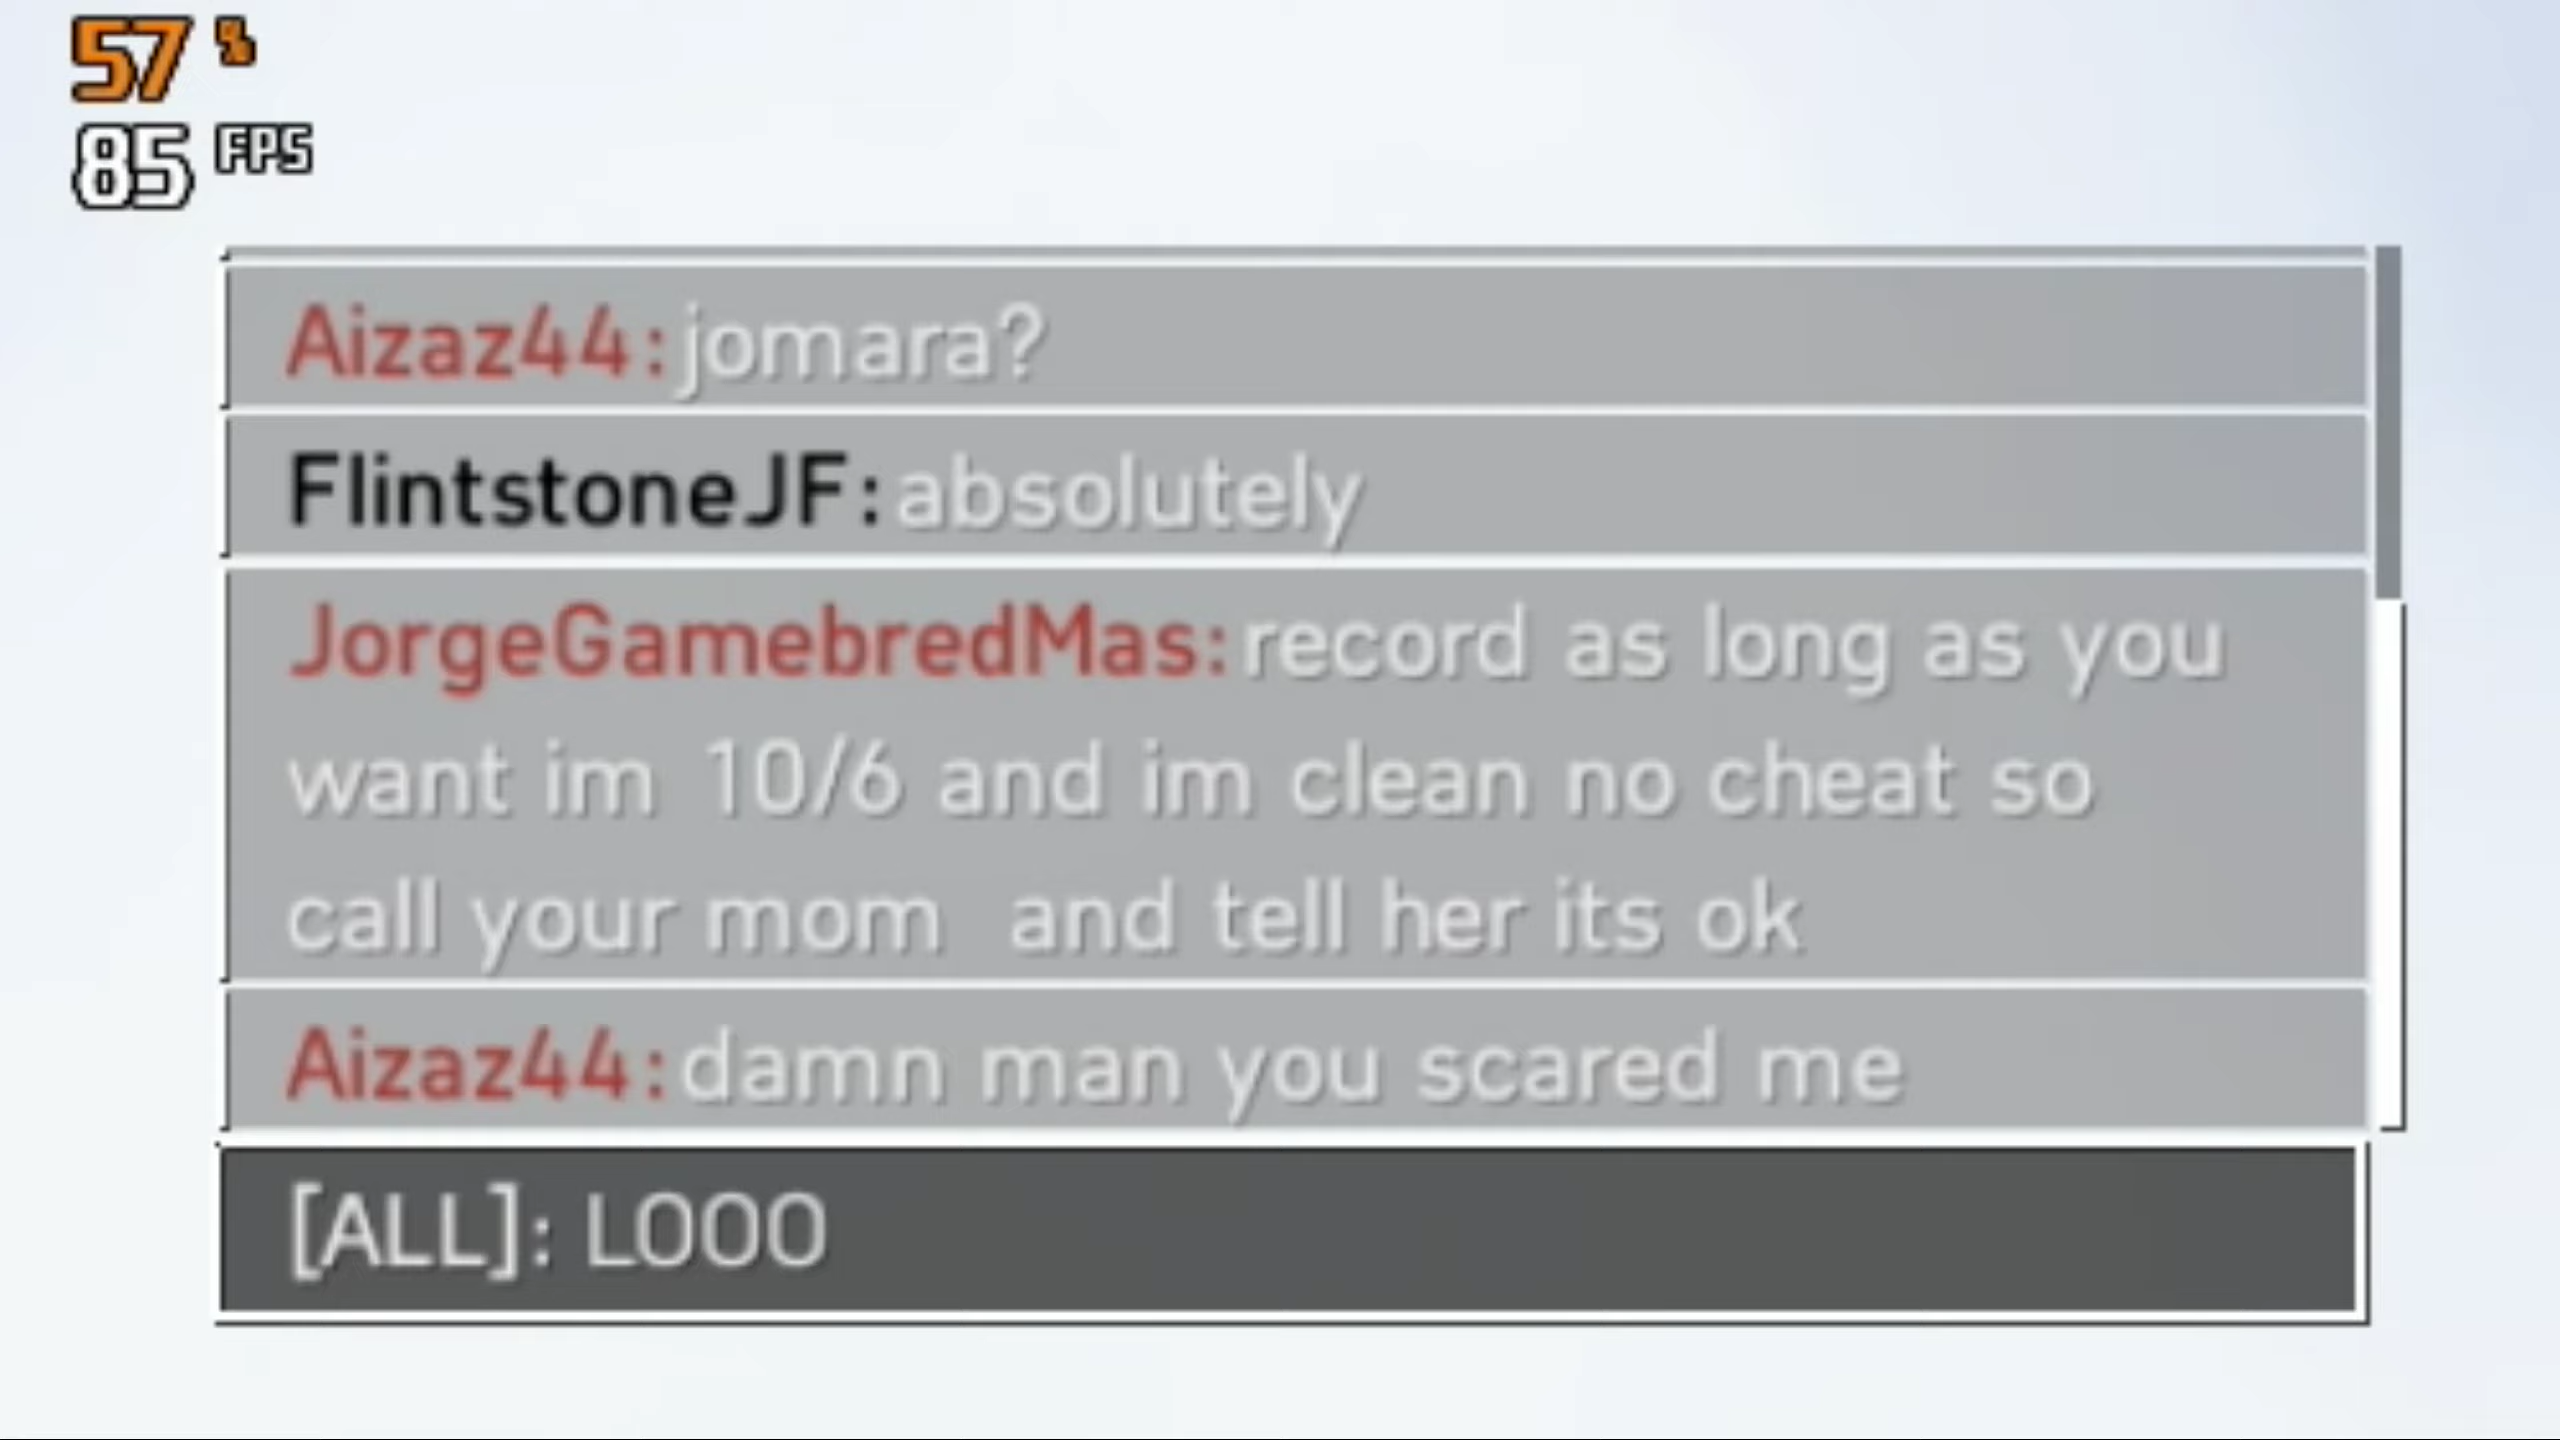 57 %
85 FPS
Aizaz44: jomara?
FlintstoneJF: absolutely
JorgeGamebredMas: record as long as you
want im 10/6 and im clean no cheat so
call your mom  and tell her its ok
Aizaz44: damn man you scared me
[ALL]: LOOO